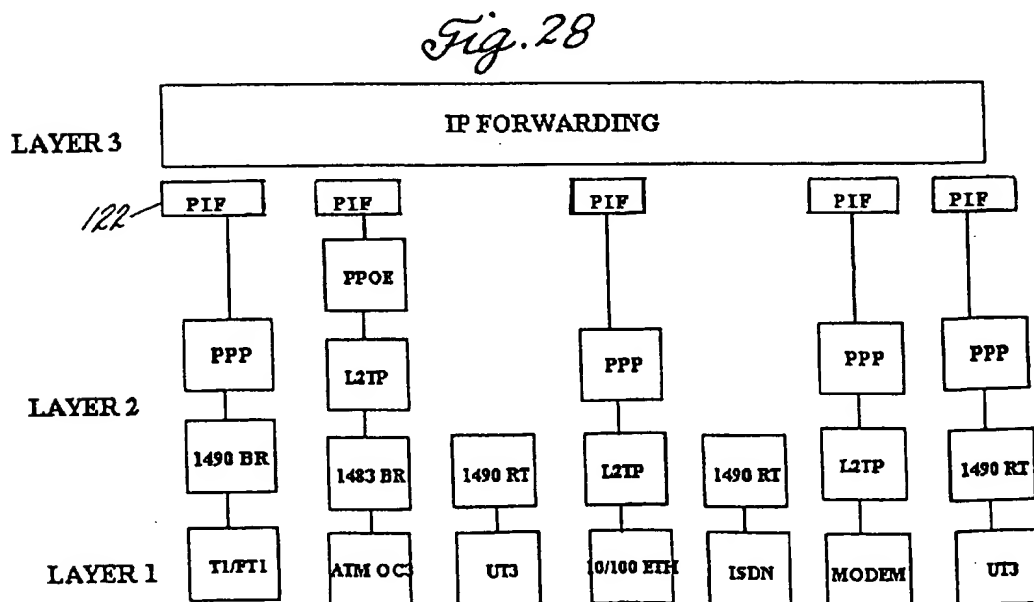 Fig. 28
IP FORWARDING
LAYER 3
PIF PIF PIF PIF PIF
122
PPOE
PPP L2TP PPP PPP PPP
LAYER 2
1490 BR 1483 BR 1490 RT L2TP 1490 RT L2TP 1490 RT
LAYER 1
T1/FT1 ATM OC3 UT3 10/100 ETH ISDN MODEM UT3